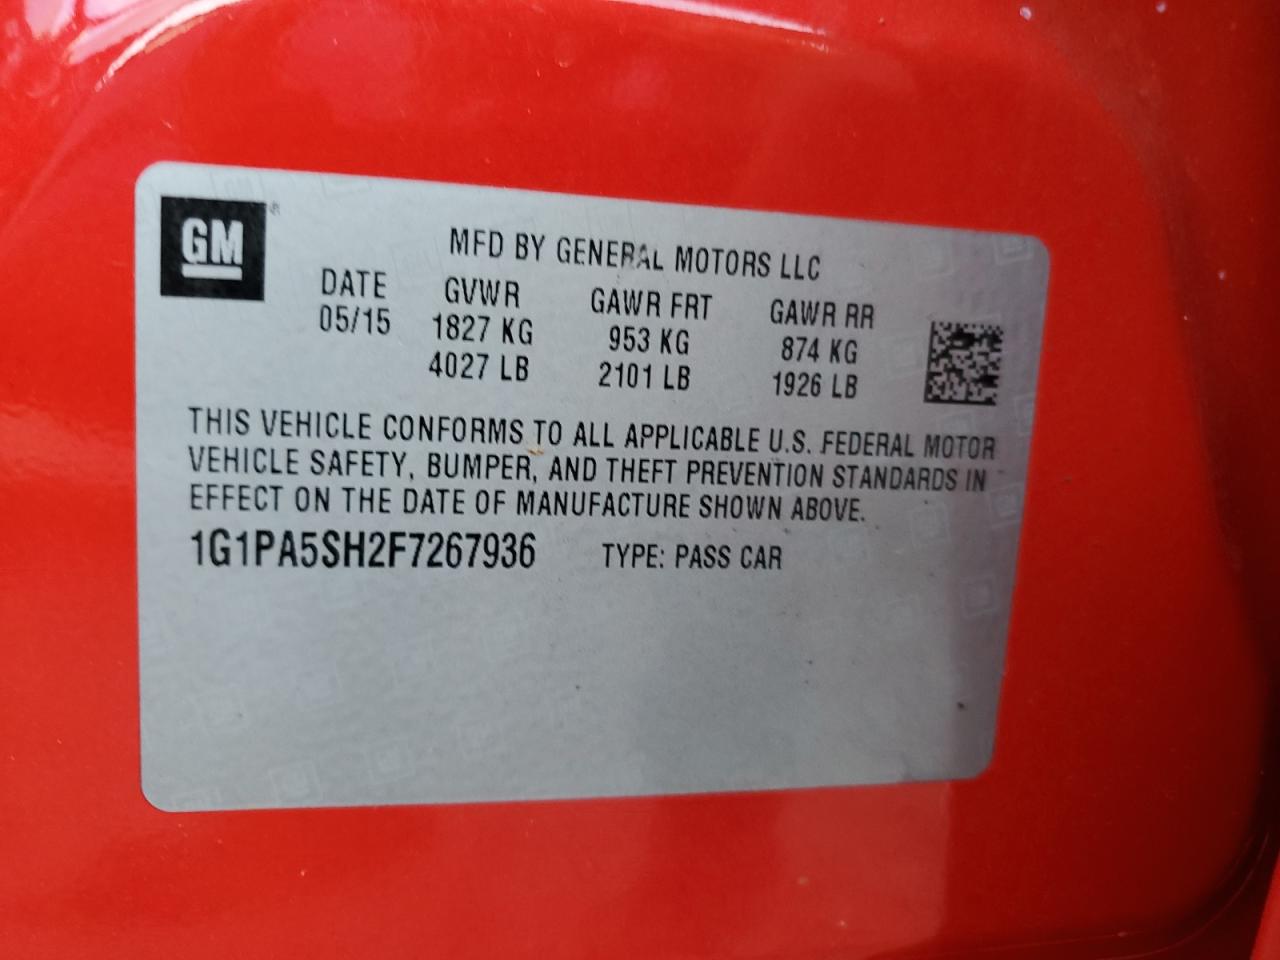 GM
MFD BY GENERAL MOTORS LLC
DATE GVWR GAWR FRT GAWR RR
05/15 1827 KG 953 KG 874 KG
4027 LB 2101 LB 1926 LB
THIS VEHICLE CONFORMS TO ALL APPLICABLE U.S. FEDERAL MOTOR
VEHICLE SAFETY, BUMPER, AND THEFT PREVENTION STANDARDS IN
EFFECT ON THE DATE OF MANUFACTURE SHOWN ABOVE.
1G1PA5SH2F7267936 TYPE: PASS CAR